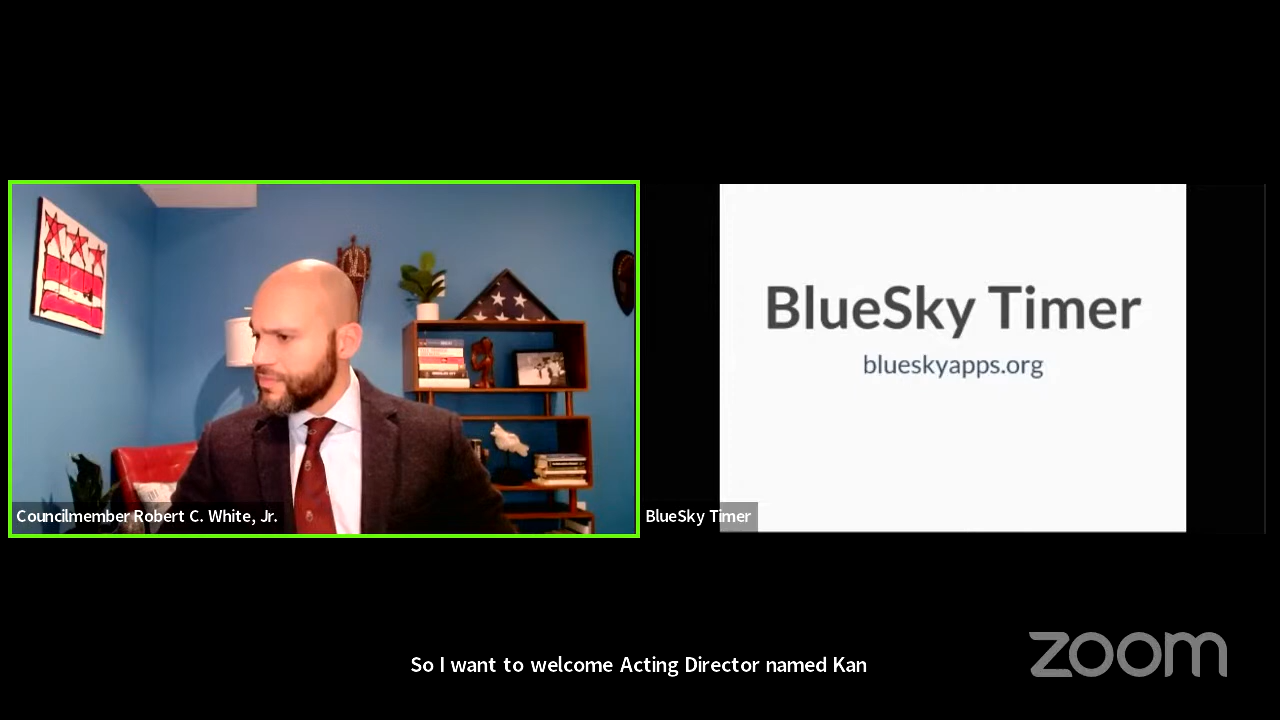 BlueSky Timer
blueskyapps.org
Councilmember Robert C. White, Jr.
BlueSky Timer
So I want to welcome Acting Director named Kan
zoom